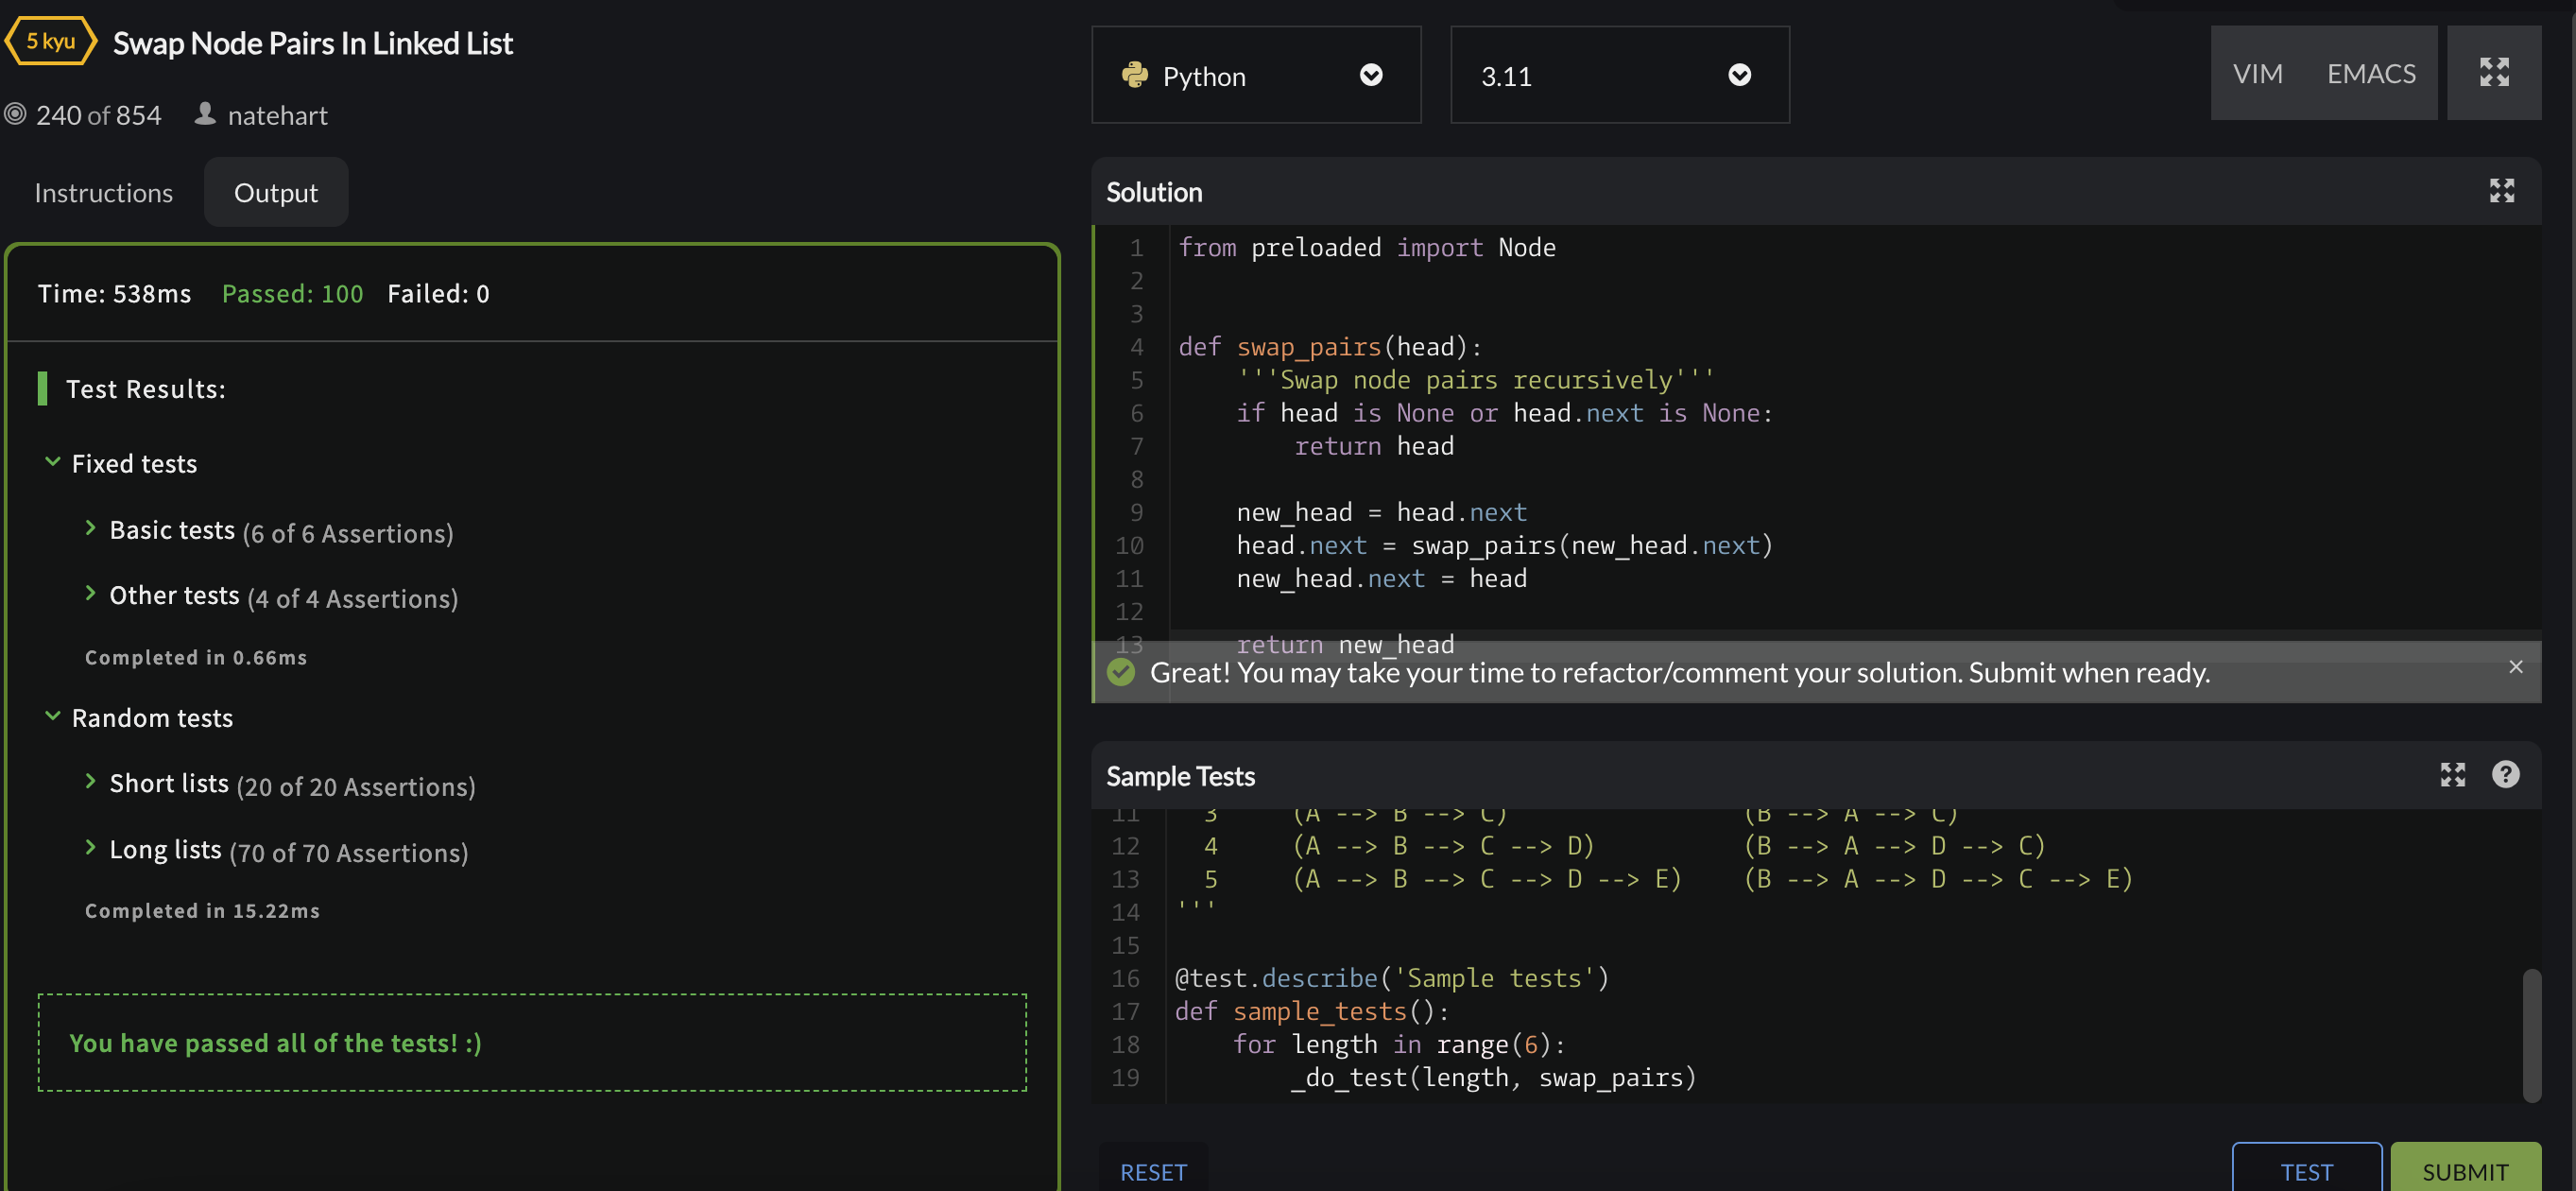 5 kyu
Swap Node Pairs In Linked List
240 of 854 natehart
Instructions Output
Time: 538ms Passed: 100 Failed: 0
Test Results:
Fixed tests
Basic tests (6 of 6 Assertions)
Other tests (4 of 4 Assertions)
Completed in 0.66ms
Random tests
Short lists (20 of 20 Assertions)
Long lists (70 of 70 Assertions)
Completed in 15.22ms
You have passed all of the tests! :)
Python 3.11 VIM EMACS
Solution
1 from preloaded import Node
2
3
4 def swap_pairs(head):
5     '''Swap node pairs recursively'''
6     if head is None or head.next is None:
7         return head
8
9     new_head = head.next
10     head.next = swap_pairs(new_head.next)
11     new_head.next = head
12
13     return new_head
Great! You may take your time to refactor/comment your solution. Submit when ready. ×
Sample Tests ?
11   3     (A --> B --> C)                (B --> A --> C)
12   4     (A --> B --> C --> D)          (B --> A --> D --> C)
13   5     (A --> B --> C --> D --> E)    (B --> A --> D --> C --> E)
14 '''
15
16 @test.describe('Sample tests')
17 def sample_tests():
18     for length in range(6):
19         _do_test(length, swap_pairs)
RESET TEST SUBMIT